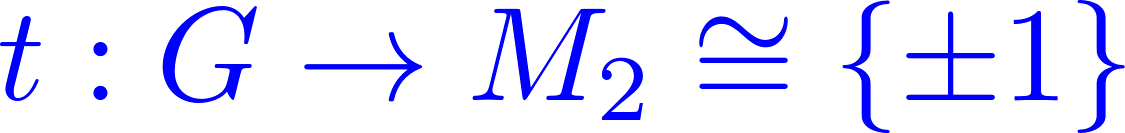 t : G → M₂ ≅ {±1}